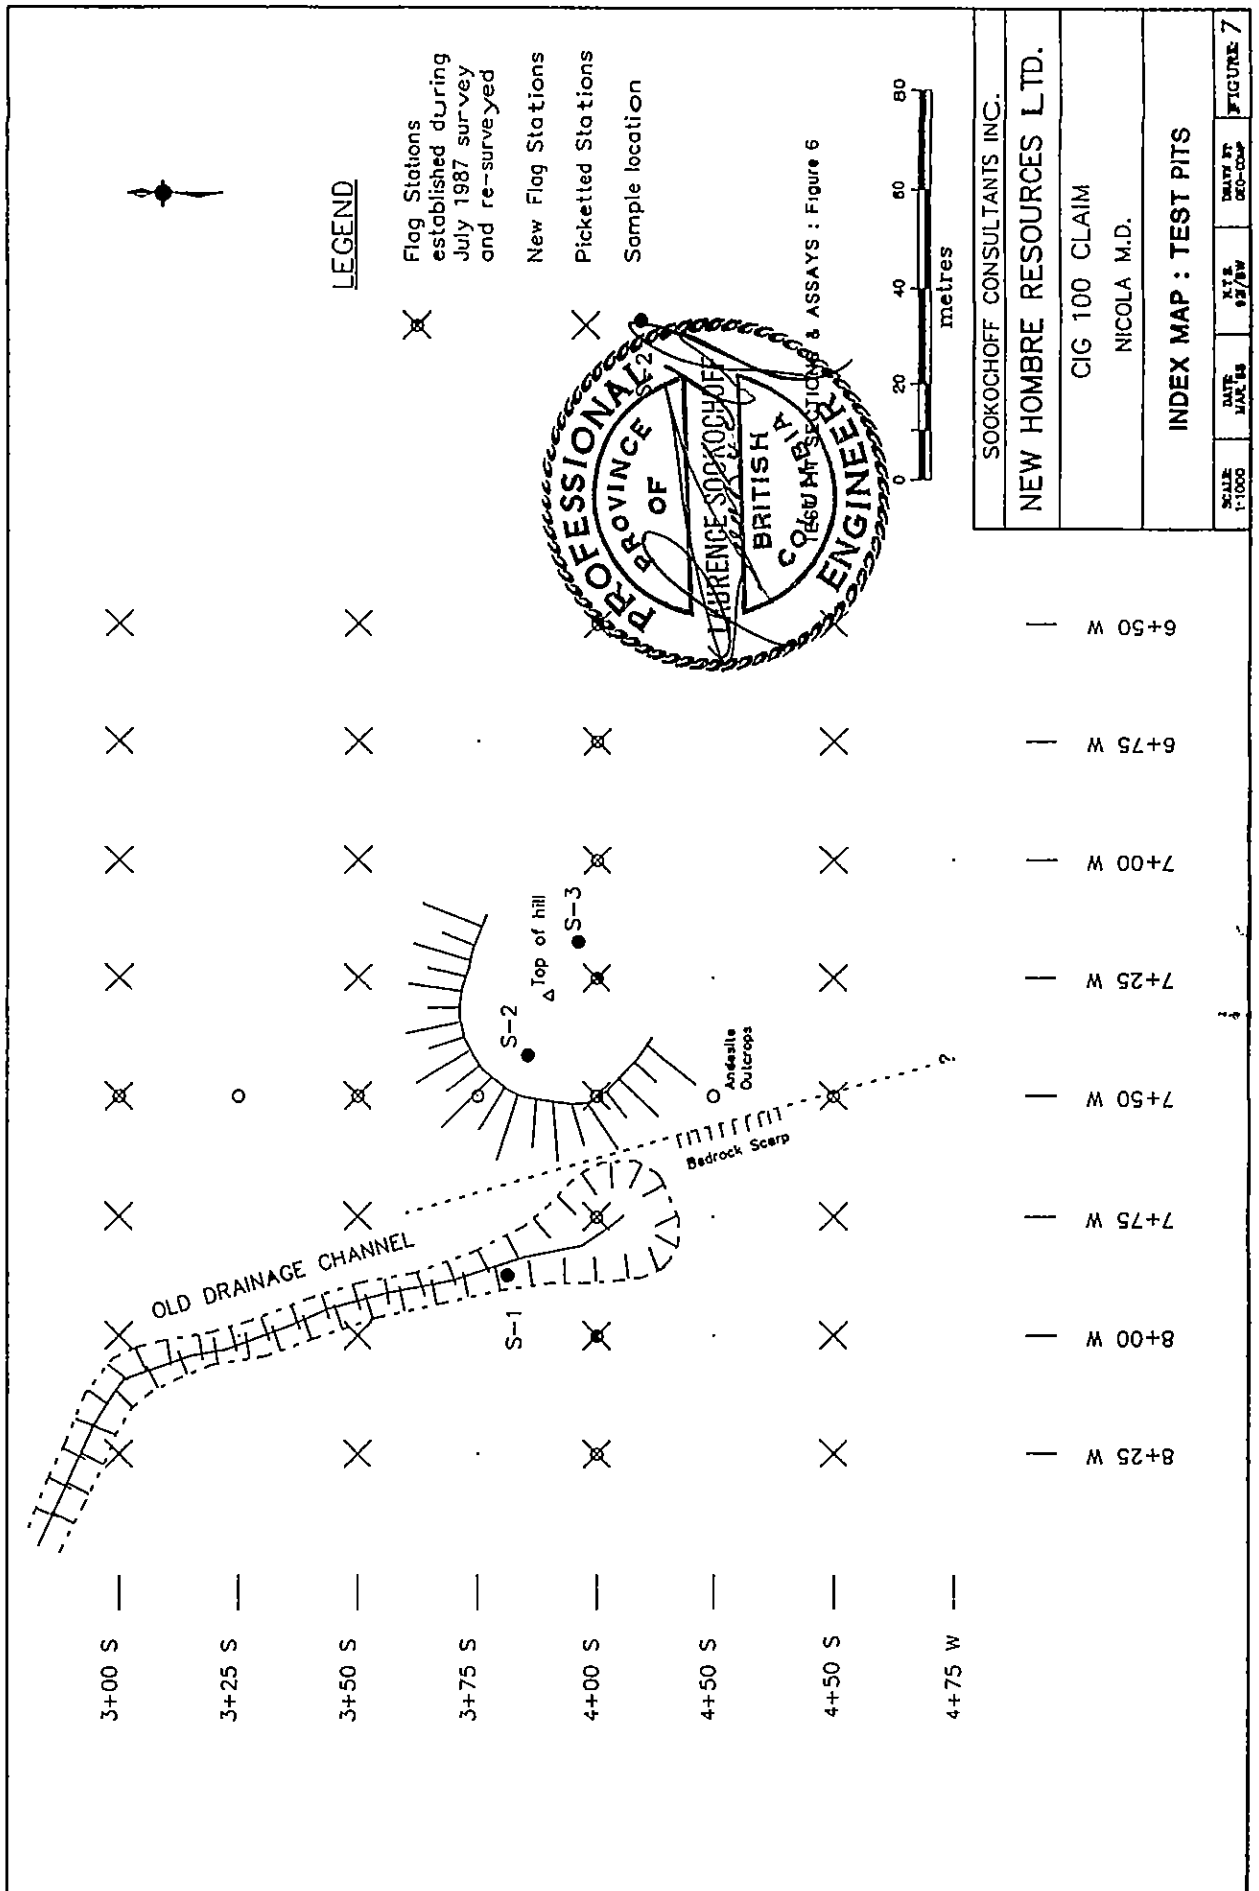 3+00 S
3+25 S
3+50 S
3+75 S
4+00 S
4+50 S
4+50 S
4+75 W
8+25 W
8+00 W
7+75 W
7+50 W
7+25 W
7+00 W
6+75 W
6+50 W
OLD DRAINAGE CHANNEL
S-1
S-2
Top of hill
S-3
Andesite
Outcrops
Bedrock Scarp
?
LEGEND
Flag Stations
established during
July 1987 survey
and re-surveyed
New Flag Stations
Picketted Stations
Sample location
PROFESSIONAL
PROVINCE
OF
LAURENCE SOOKOCHOFF
BRITISH
COLUMBIA
ENGINEER
& ASSAYS : Figure 6
0 20 40 60 80
metres
SOOKOCHOFF CONSULTANTS INC.
NEW HOMBRE RESOURCES LTD.
CIG 100 CLAIM
NICOLA M.D.
INDEX MAP : TEST PITS
SCALE: 1:1000
DATE: MAR. '88
DRAWN BY GEO-COMP
FIGURE: 7